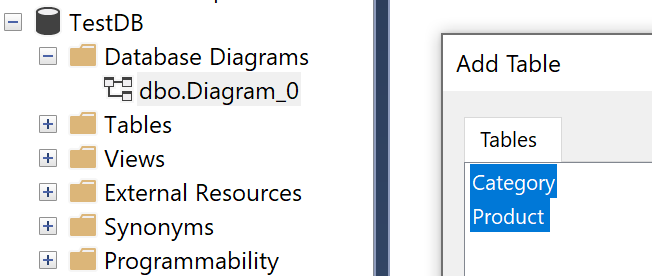 TestDB
Database Diagrams
dbo.Diagram_0
Tables
Views
External Resources
Synonyms
Programmability
Add Table
Tables
Category
Product